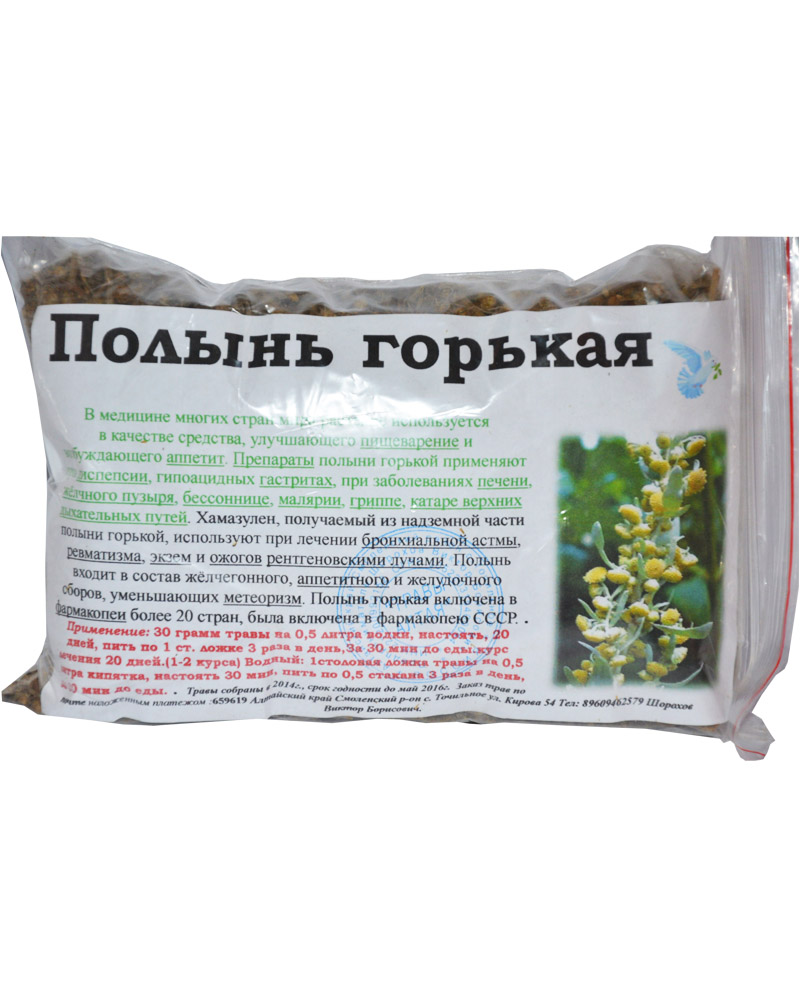 Полынь горькая
В медицине многих стран используется
в качестве средства, улучшающего пищеварение и
аппетит. Препараты полыни горькой применяют
диспепсии, гипоацидных гастритах, при заболеваниях печени,
жёлчного пузыря, бессоннице, малярии, гриппе, катаре верхних
дыхательных путей. Хамазулен, получаемый из надземной части
полыни горькой, используют при лечении бронхиальной астмы,
ревматизма, экзем и ожогов рентгеновскими лучами. Полынь
входит в состав жёлчегонного, аппетитного и желудочного
сборов, уменьшающих метеоризм. Полынь горькая включена в
фармакопеи более 20 стран, была включена в фармакопею СССР. .
Применение: 30 грамм травы на 0,5 литра водки, настоять, 20
дней, пить по 1 ст. ложке 3 раза в день,За 30 мин до еды.курс
лечения 20 дней.(1-2 курса) Водный: 1столовая ложка травы на 0,5
литра кипятка, настоять 30 мин, пить по 0,5 стакана 3 раза в день,
мин до еды. . Травы собраны в 2014г., срок годности до май 2016г. Заказ трав по
почте наложенным платежом :659619 Алтайский край Смоленский р-он с. Точильное ул. Кирова 54 Тел: 89609462579 Шорохов
Виктор Борисович.
ТРАВЫ
АЛТАЯ